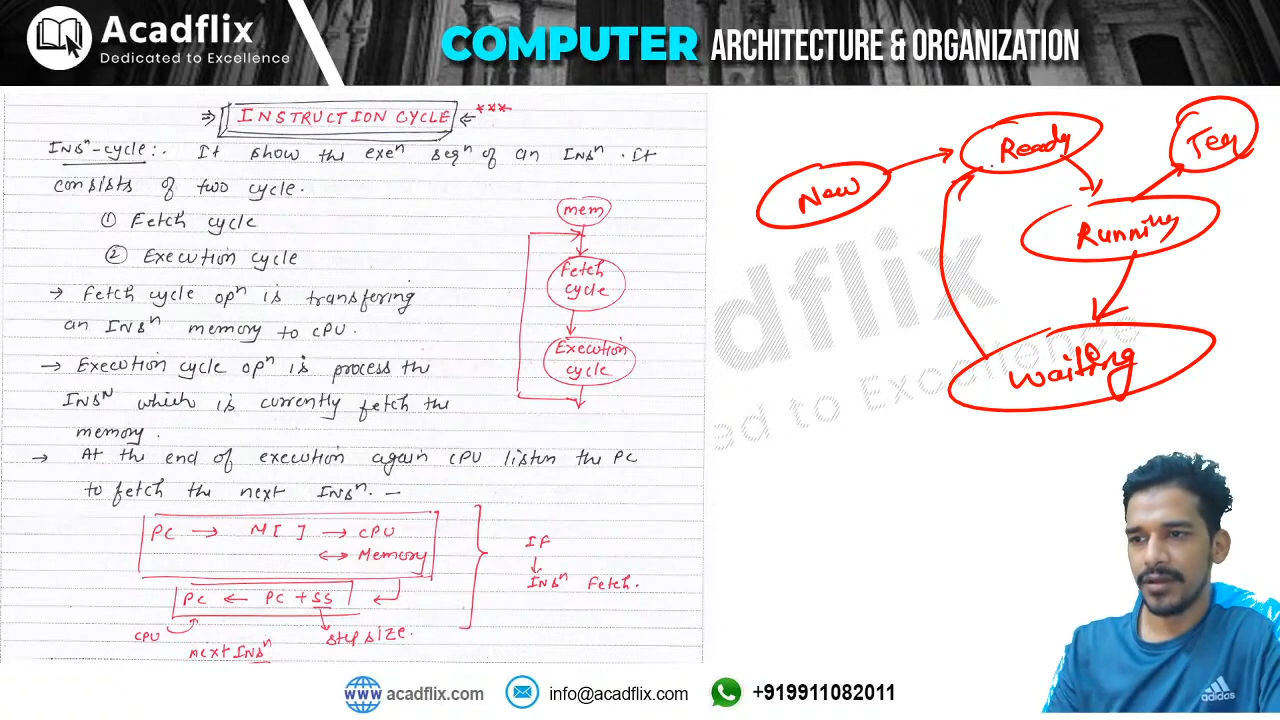 Acadflix
Dedicated to Excellence
COMPUTER ARCHITECTURE & ORGANIZATION
⇒ INSTRUCTION CYCLE ⇐ ***
INSⁿ-cycle:. It show the exeⁿ seqⁿ of an INSⁿ. It
consists of two cycle.
① Fetch cycle
② Execution cycle
→ Fetch cycle opⁿ is transfering
an INSⁿ memory to CPU.
→ Execution cycle opⁿ is process the
INSᴺ which is currently fetch the
memory.
→ At the end of execution again CPU listen the PC
to fetch the next INSⁿ. —
mem
Fetch
cycle
Execution
cycle
PC → M[ ] → CPU
↔ Memory
PC ← PC + SS
CPU
step size.
next INSⁿ
IF
↓
INSⁿ Fetch.
New
Ready
Ter
Running
Waiting
dflix
ed to Excellence
www acadflix.com
info@acadflix.com
+919911082011
adidas